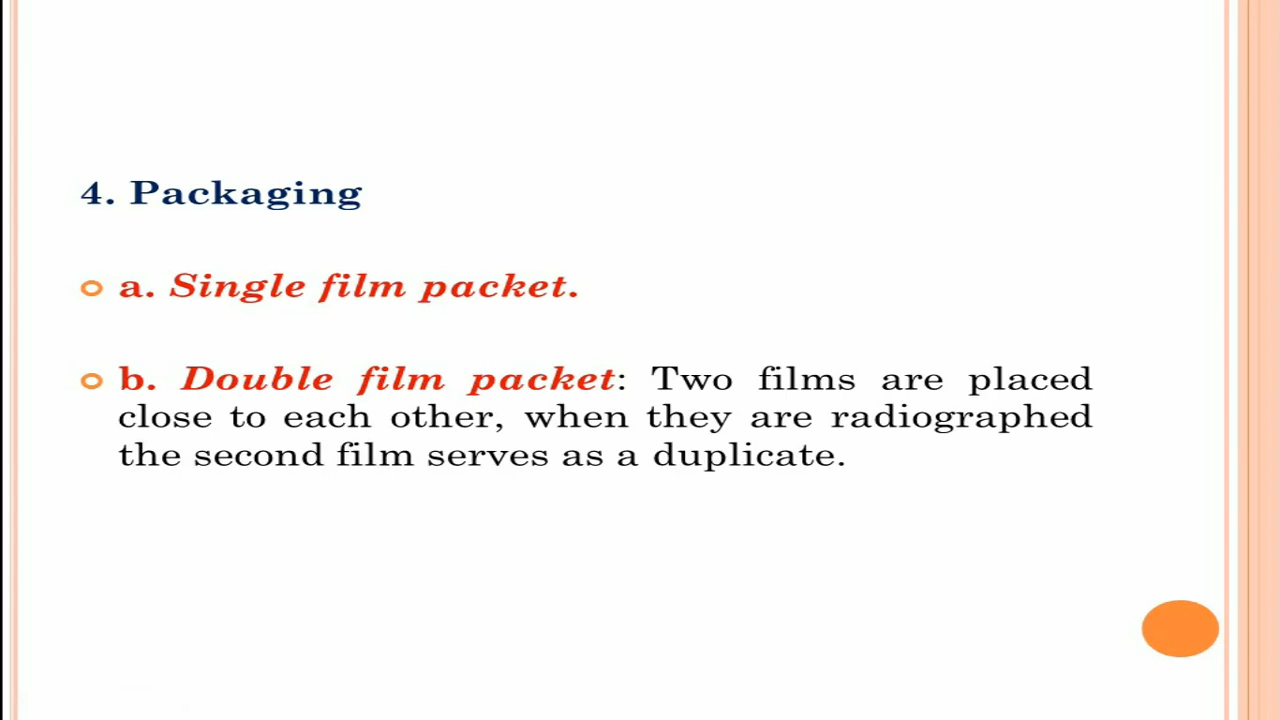 4. Packaging
a. Single film packet.
b. Double film packet: Two films are placed
close to each other, when they are radiographed
the second film serves as a duplicate.